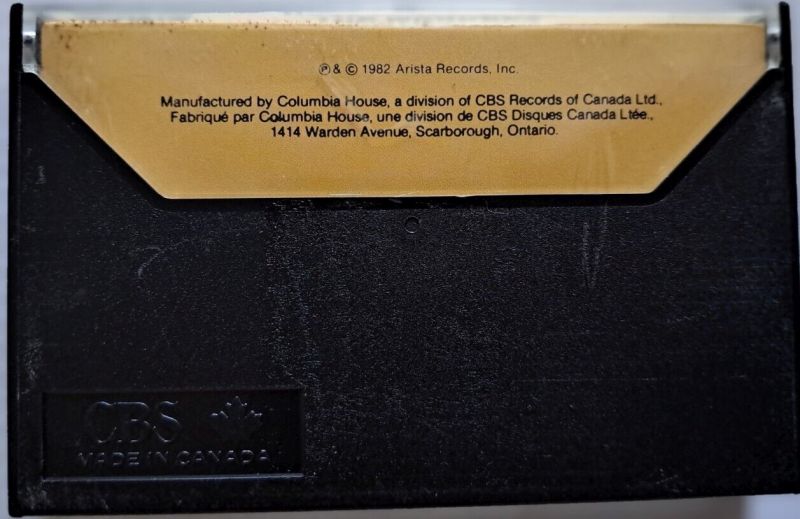 ℗ & © 1982 Arista Records, Inc.
Manufactured by Columbia House, a division of CBS Records of Canada Ltd.,
Fabriqué par Columbia House, une division de CBS Disques Canada Ltée.,
1414 Warden Avenue, Scarborough, Ontario.
CBS
MADE IN CANADA